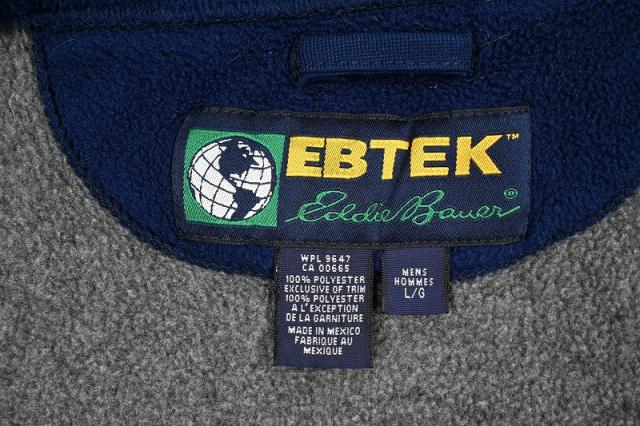 EBTEK™
Eddie Bauer
WPL 9647
CA 00665
100% POLYESTER
EXCLUSIVE OF TRIM
100% POLYESTER
A L'EXCEPTION
DE LA GARNITURE
MADE IN MEXICO
FABRIQUE AU
MEXIQUE
MENS
HOMMES
L/G